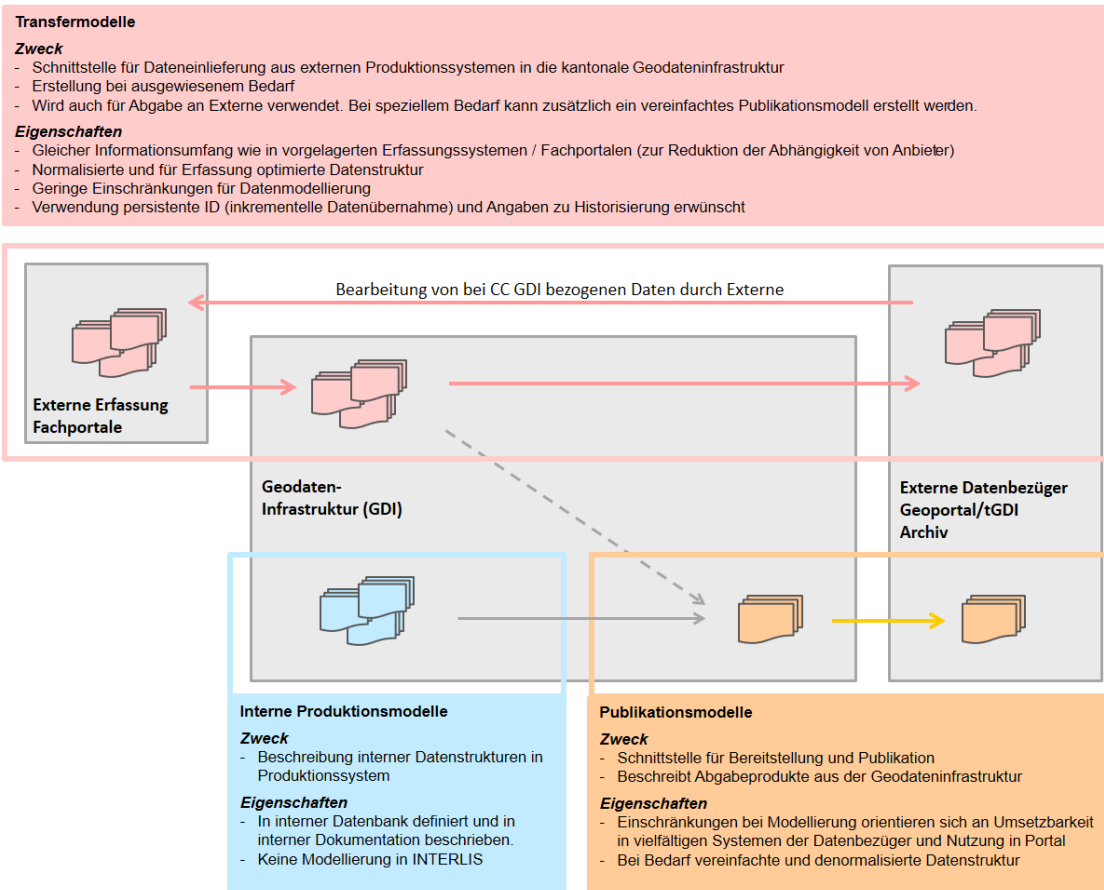 Transfermodelle
Zweck
- Schnittstelle für Dateneinlieferung aus externen Produktionssystemen in die kantonale Geodateninfrastruktur
- Erstellung bei ausgewiesenem Bedarf
- Wird auch für Abgabe an Externe verwendet. Bei speziellem Bedarf kann zusätzlich ein vereinfachtes Publikationsmodell erstellt werden.
Eigenschaften
- Gleicher Informationsumfang wie in vorgelagerten Erfassungssystemen / Fachportalen (zur Reduktion der Abhängigkeit von Anbieter)
- Normalisierte und für Erfassung optimierte Datenstruktur
- Geringe Einschränkungen für Datenmodellierung
- Verwendung persistente ID (inkrementelle Datenübernahme) und Angaben zu Historisierung erwünscht
Bearbeitung von bei CC GDI bezogenen Daten durch Externe
Externe Erfassung
Fachportale
Geodaten-
Infrastruktur (GDI)
Externe Datenbezüger
Geoportal/tGDI
Archiv
Interne Produktionsmodelle
Zweck
- Beschreibung interner Datenstrukturen in
Produktionssystem
Eigenschaften
- In interner Datenbank definiert und in
interner Dokumentation beschrieben.
- Keine Modellierung in INTERLIS
Publikationsmodelle
Zweck
- Schnittstelle für Bereitstellung und Publikation
- Beschreibt Abgabeprodukte aus der Geodateninfrastruktur
Eigenschaften
- Einschränkungen bei Modellierung orientieren sich an Umsetzbarkeit
in vielfältigen Systemen der Datenbezüger und Nutzung in Portal
- Bei Bedarf vereinfachte und denormalisierte Datenstruktur